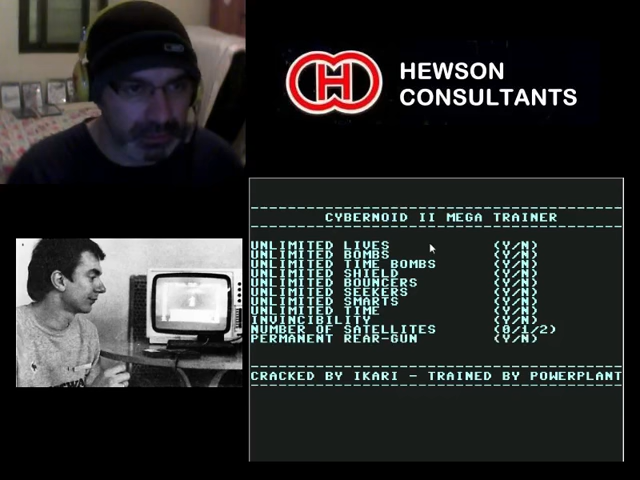 HEWSON
CONSULTANTS
CYBERNOID II MEGA TRAINER
UNLIMITED LIVES (Y/N)
UNLIMITED BOMBS (Y/N)
UNLIMITED TIME BOMBS (Y/N)
UNLIMITED SHIELD (Y/N)
UNLIMITED BOUNCERS (Y/N)
UNLIMITED SEEKERS (Y/N)
UNLIMITED SMARTS (Y/N)
UNLIMITED TIME (Y/N)
INVINCIBILITY (Y/N)
NUMBER OF SATELLITES (0/1/2)
PERMANENT REAR-GUN (Y/N)
CRACKED BY IKARI - TRAINED BY POWERPLANT